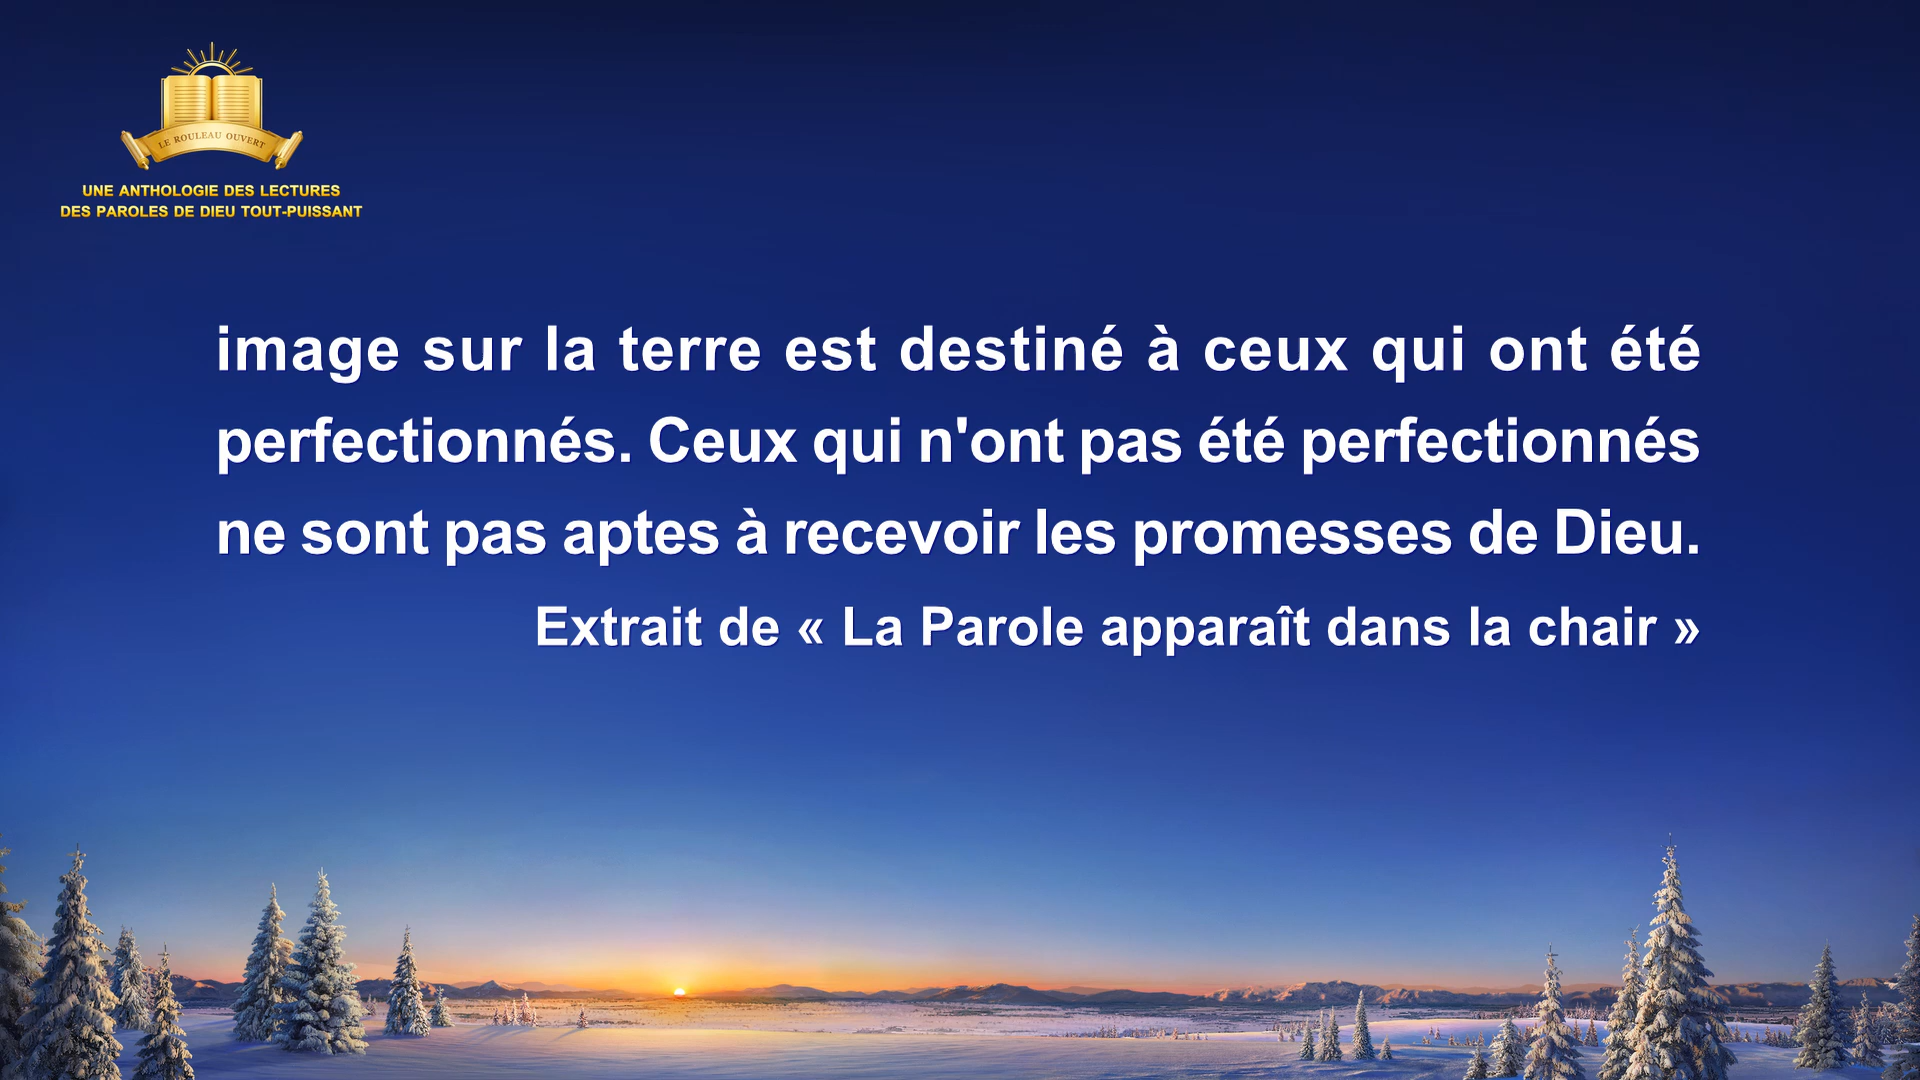 LE ROULEAU OUVERT
UNE ANTHOLOGIE DES LECTURES
DES PAROLES DE DIEU TOUT-PUISSANT
image sur la terre est destiné à ceux qui ont été
perfectionnés. Ceux qui n'ont pas été perfectionnés
ne sont pas aptes à recevoir les promesses de Dieu.
Extrait de « La Parole apparaît dans la chair »